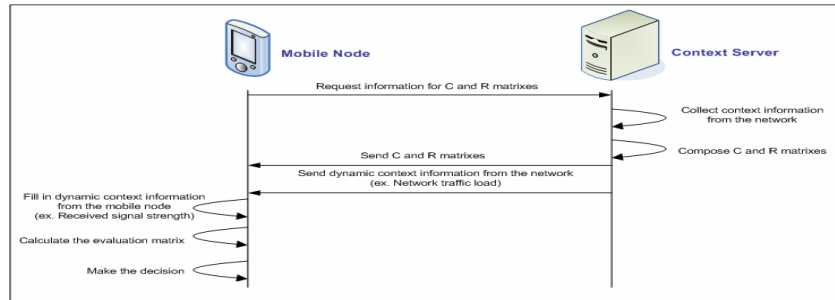 Mobile Node
Context Server
Request information for C and R matrixes
Collect context information
from the network
Compose C and R matrixes
Send C and R matrixes
Send dynamic context information from the network
(ex. Network traffic load)
Fill in dynamic context information
from the mobile node
(ex. Received signal strength)
Calculate the evaluation matrix
Make the decision